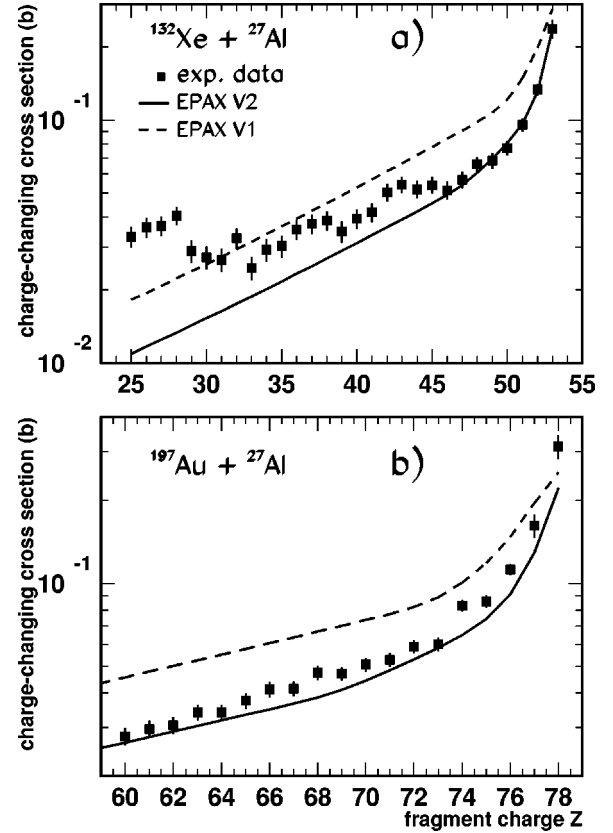 charge-changing cross section (b)
¹³²Xe + ²⁷Al
a)
exp. data
EPAX V2
EPAX V1
10⁻¹
10⁻²
25 30 35 40 45 50 55
charge-changing cross section (b)
¹⁹⁷Au + ²⁷Al
b)
10⁻¹
60 62 64 66 68 70 72 74 76 78
fragment charge Z